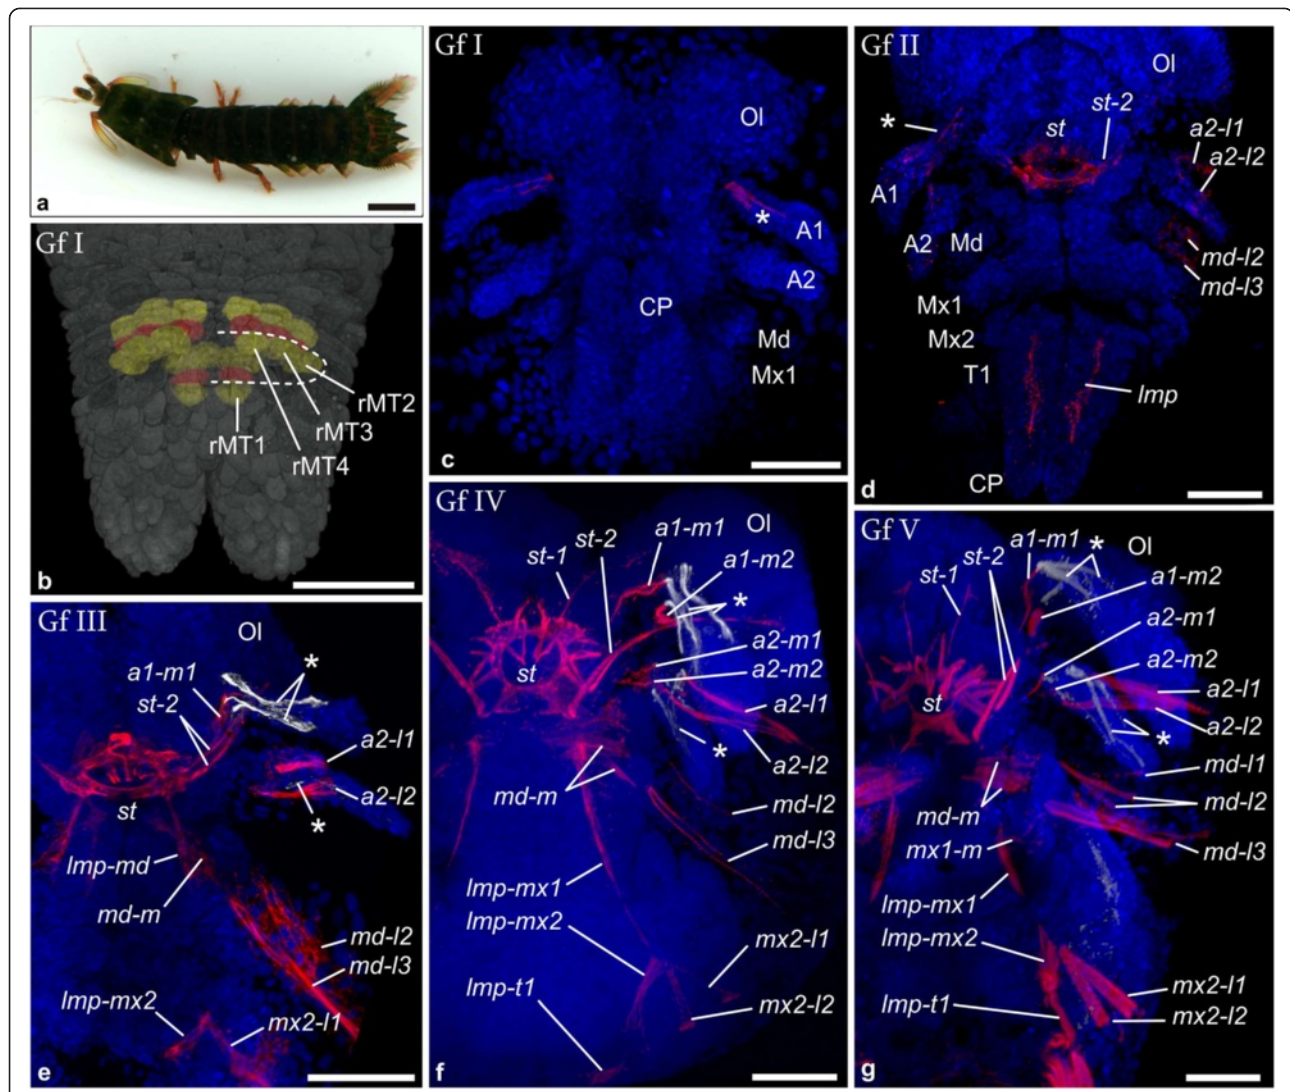 a
Gf I
rMT2
rMT3
rMT1
rMT4
b
Gf I
Ol
*
A1
A2
CP
Md
Mx1
c
Gf II
Ol
st-2
*
st
a2-l1
a2-l2
A1
A2
Md
md-l2
md-l3
Mx1
Mx2
T1
lmp
CP
d
Gf III
Ol
*
a1-m1
st-2
a2-l1
a2-l2
*
st
lmp-md
md-m
md-l2
md-l3
lmp-mx2
mx2-l1
e
Gf IV
a1-m1
Ol
st-2
st-1
a1-m2
*
a2-m1
a2-m2
st
a2-l1
*
a2-l2
md-m
md-l2
md-l3
lmp-mx1
lmp-mx2
mx2-l1
lmp-t1
mx2-l2
f
Gf V
a1-m1
*
Ol
st-2
st-1
a1-m2
a2-m1
a2-m2
st
a2-l1
a2-l2
*
md-l1
md-l2
md-m
md-l3
mx1-m
lmp-mx1
lmp-mx2
mx2-l1
lmp-t1
mx2-l2
g